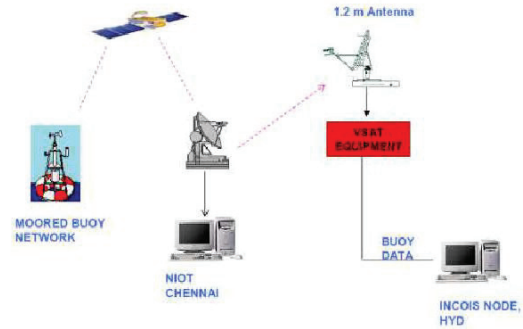 1.2 m Antenna
VSAT
EQUIPMENT
MOORED BUOY
NETWORK
NIOT
CHENNAI
BUOY
DATA
INCOIS NODE,
HYD